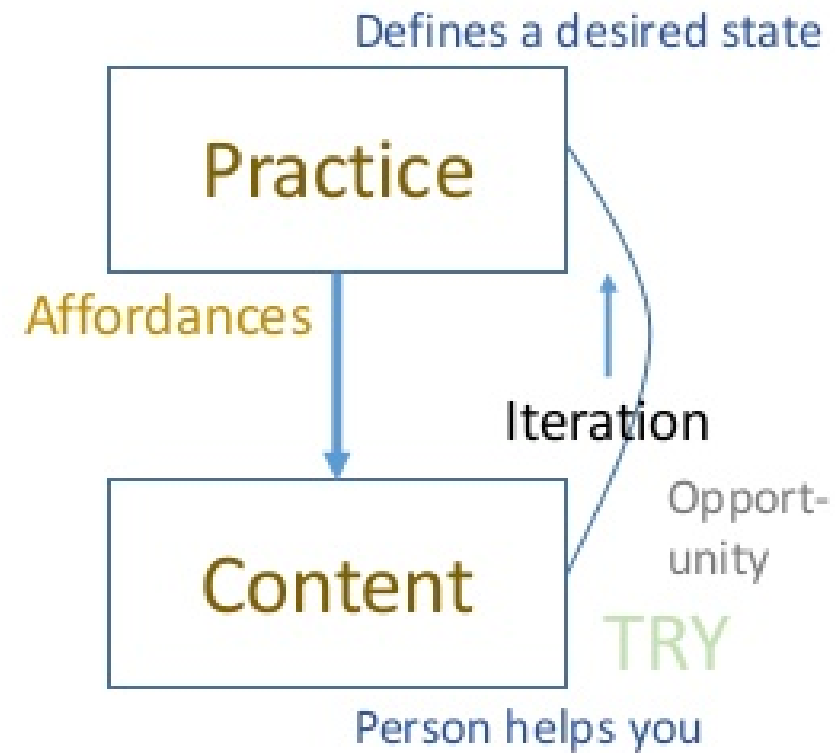 Defines a desired state
Practice
Affordances
Iteration
Opport-
unity
Content
TRY
Person helps you